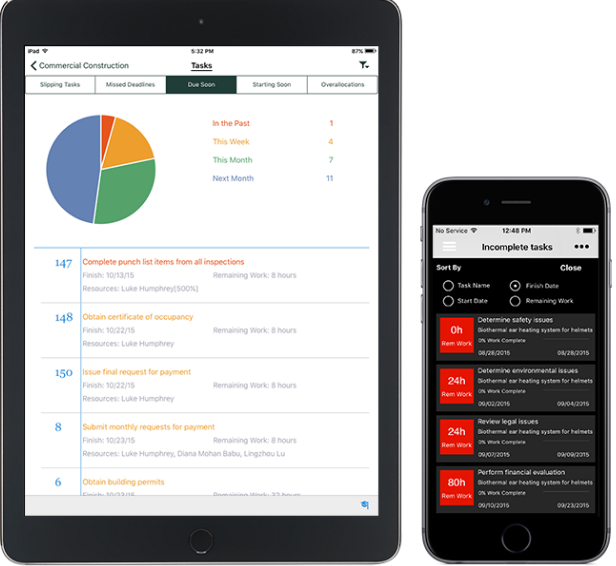 iPad 5:32 PM 87%
Commercial Construction Tasks
Slipping Tasks Missed Deadlines Due Soon Starting Soon Overallocations
In the Past 1
This Week 4
This Month 7
Next Month 11
147 Complete punch list items from all inspections
Finish: 10/13/15 Remaining Work: 8 hours
Resources: Luke Humphrey[500%]
148 Obtain certificate of occupancy
Finish: 10/22/15 Remaining Work: 8 hours
Resources: Luke Humphrey
150 Issue final request for payment
Finish: 10/22/15 Remaining Work: 8 hours
Resources: Luke Humphrey
8 Submit monthly requests for payment
Finish: 10/23/15 Remaining Work: 8 hours
Resources: Luke Humphrey, Diana Mohan Babu, Lingzhou Lu
6 Obtain building permits
Finish: 10/23/15 Remaining Work: 32 hours
No Service 12:48 PM
Incomplete tasks
Sort By Close
Task Name Finish Date
Start Date Remaining Work
Determine safety issues
0h Biothermal ear heating system for helmets
Rem Work 0% Work Complete
08/28/2015 08/28/2015
Determine environmental issues
24h Biothermal ear heating system for helmets
Rem Work 0% Work Complete
09/02/2015 09/04/2015
Review legal issues
24h Biothermal ear heating system for helmets
Rem Work 0% Work Complete
09/07/2015 09/09/2015
Perform financial evaluation
80h Biothermal ear heating system for helmets
Rem Work 0% Work Complete
09/10/2015 09/23/2015